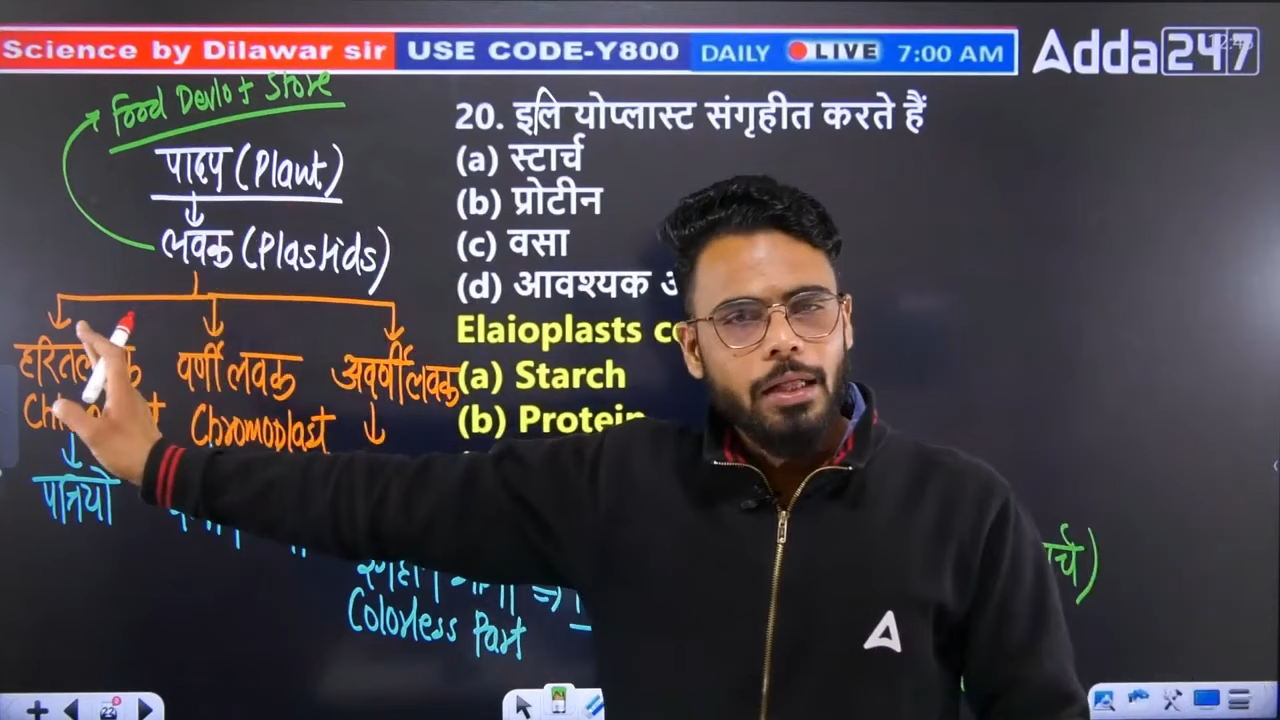 Science by Dilawar sir
USE CODE-Y800
DAILY LIVE 7:00 AM
Adda247
Food Devlo + Store
पादप (Plant)
लवक (Plastids)
वर्णी लवक
अवर्णीलवक
Chromoplast
पत्तियों
Colorless Part
20. इलियोप्लास्ट संगृहीत करते हैं
(a) स्टार्च
(b) प्रोटीन
(c) वसा
(d) आवश्यक
Elaioplasts
(a) Starch
(b) Protein
22